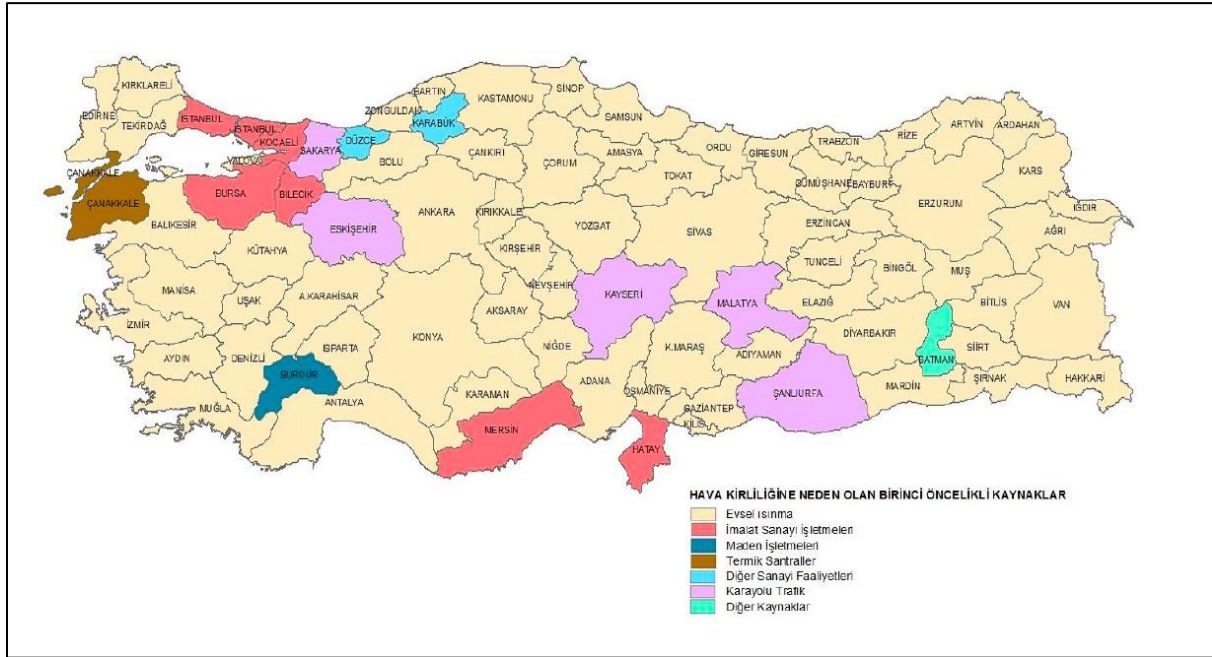 KIRKLARELİ
EDİRNE
TEKİRDAĞ
İSTANBUL
İSTANBUL
KOCAELİ
YALOVA
SAKARYA
DÜZCE
ZONGULDAK
BARTIN
KARABÜK
KASTAMONU
SİNOP
SAMSUN
ORDU
GİRESUN
TRABZON
RİZE
ARTVİN
ARDAHAN
ÇANAKKALE
ÇANAKKALE
BALIKESİR
BURSA
BİLECİK
BOLU
ÇANKIRI
ÇORUM
AMASYA
TOKAT
GÜMÜŞHANE
BAYBURT
ERZURUM
KARS
IĞDIR
AĞRI
KÜTAHYA
ESKİŞEHİR
ANKARA
KIRIKKALE
YOZGAT
SİVAS
ERZİNCAN
TUNCELİ
BİNGÖL
MUŞ
BİTLİS
VAN
MANİSA
UŞAK
A.KARAHİSAR
KIRŞEHİR
NEVŞEHİR
KAYSERİ
MALATYA
ELAZIĞ
İZMİR
AYDIN
DENİZLİ
ISPARTA
KONYA
AKSARAY
NİĞDE
K.MARAŞ
ADIYAMAN
DİYARBAKIR
BATMAN
SİİRT
ŞIRNAK
HAKKARİ
MUĞLA
BURDUR
ANTALYA
KARAMAN
MERSİN
ADANA
OSMANİYE
GAZİANTEP
KİLİS
ŞANLIURFA
MARDİN
HATAY
HAVA KİRLİLİĞİNE NEDEN OLAN BİRİNCİ ÖNCELİKLİ KAYNAKLAR
Evsel Isınma
İmalat Sanayi İşletmeleri
Maden İşletmeleri
Termik Santraller
Diğer Sanayi Faaliyetleri
Karayolu Trafik
Diğer Kaynaklar